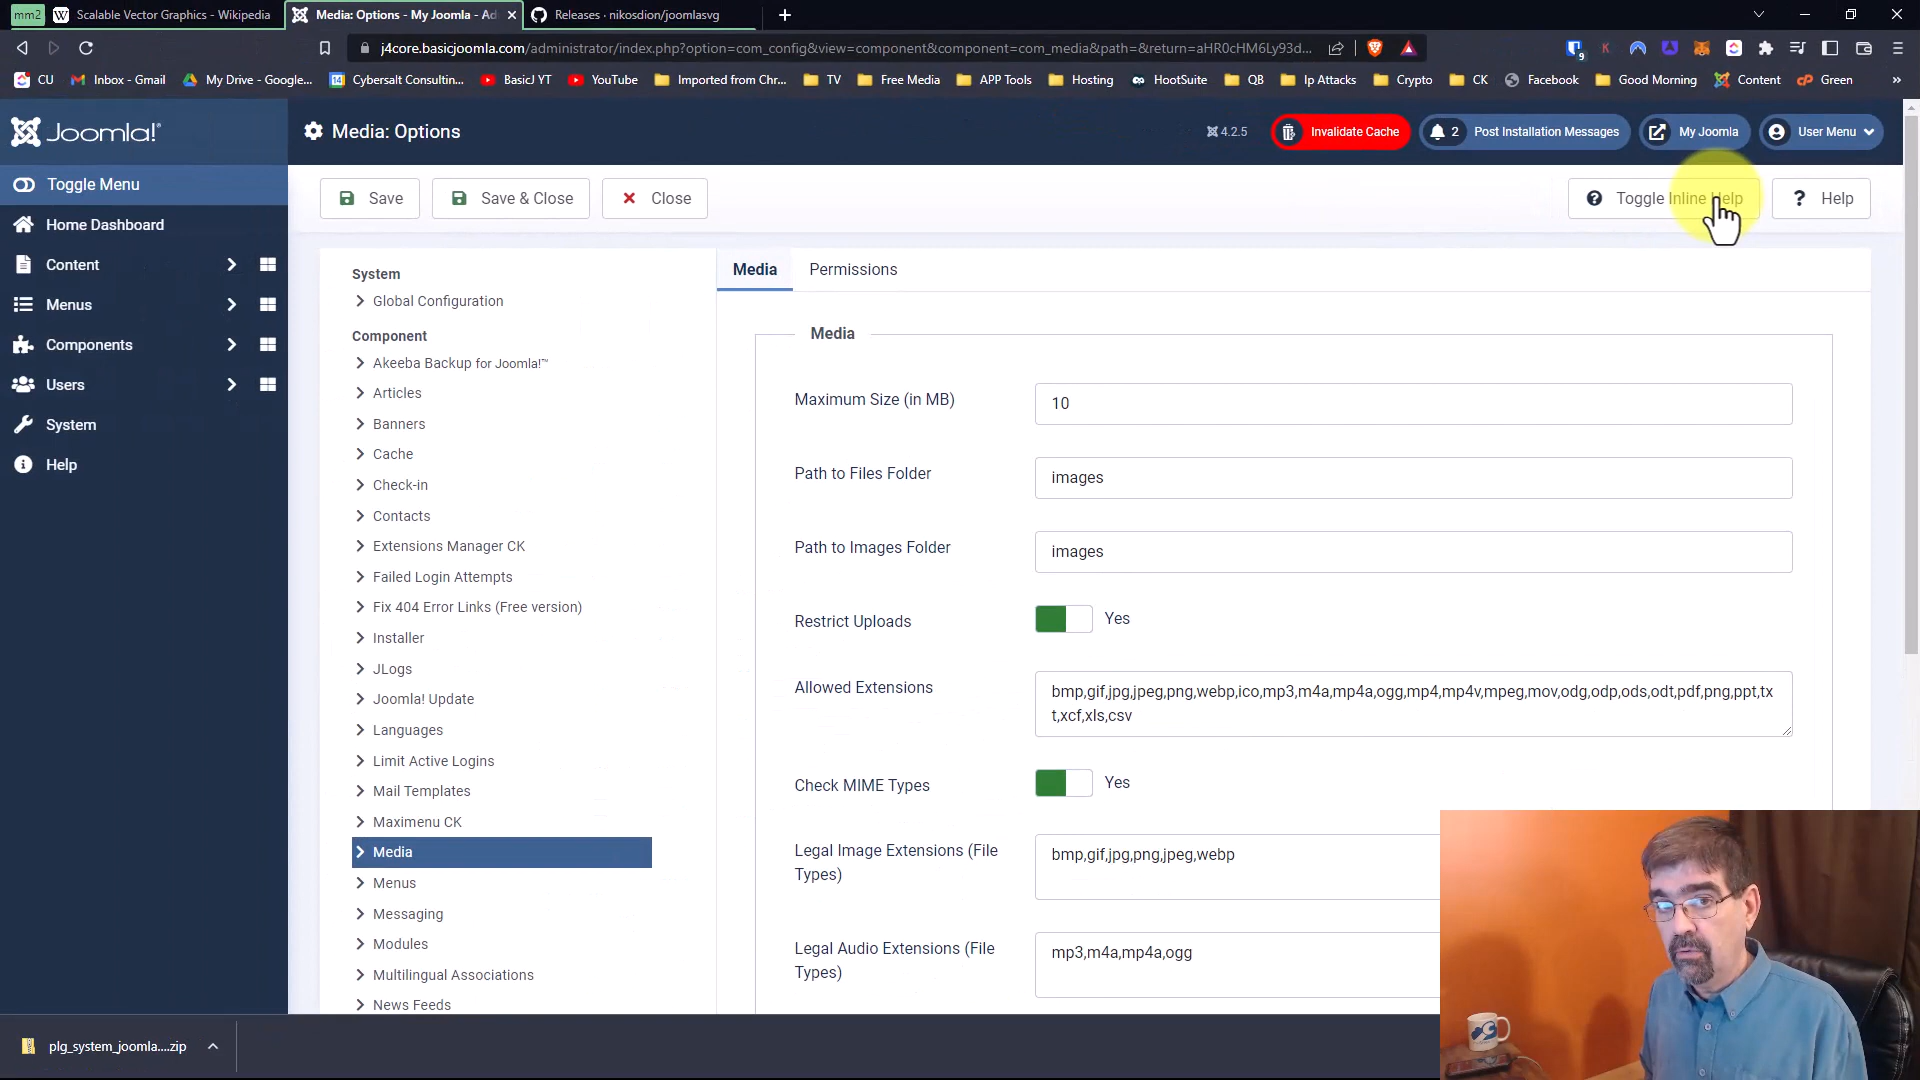 mm2
Scalable Vector Graphics - Wikipedia
Media: Options - My Joomla - Ad
Releases · nikosdion/joomlasvg
j4core.basicjoomla.com/administrator/index.php?option=com_config&view=component&component=com_media&path=&return=aHR0cHM6Ly93d...
9
CU
Inbox - Gmail
My Drive - Google...
14
Cybersalt Consultin...
BasicJ YT
YouTube
Imported from Chr...
TV
Free Media
APP Tools
Hosting
HootSuite
QB
Ip Attacks
Crypto
CK
Facebook
Good Morning
Content
Green
»
Joomla!
Media: Options
4.2.5
Invalidate Cache
2 Post Installation Messages
My Joomla
User Menu
Toggle Menu
Home Dashboard
Content
Menus
Components
Users
System
Help
Save
Save & Close
Close
Toggle Inline Help
Help
System
Global Configuration
Component
Akeeba Backup for Joomla!™
Articles
Banners
Cache
Check-in
Contacts
Extensions Manager CK
Failed Login Attempts
Fix 404 Error Links (Free version)
Installer
JLogs
Joomla! Update
Languages
Limit Active Logins
Mail Templates
Maximenu CK
Media
Menus
Messaging
Modules
Multilingual Associations
News Feeds
Media
Permissions
Media
Maximum Size (in MB)
10
Path to Files Folder
images
Path to Images Folder
images
Restrict Uploads
Yes
Allowed Extensions
bmp,gif,jpg,jpeg,png,webp,ico,mp3,m4a,mp4a,ogg,mp4,mp4v,mpeg,mov,odg,odp,ods,odt,pdf,png,ppt,tx
t,xcf,xls,csv
Check MIME Types
Yes
Legal Image Extensions (File
Types)
bmp,gif,jpg,png,jpeg,webp
Legal Audio Extensions (File
Types)
mp3,m4a,mp4a,ogg
plg_system_joomla....zip